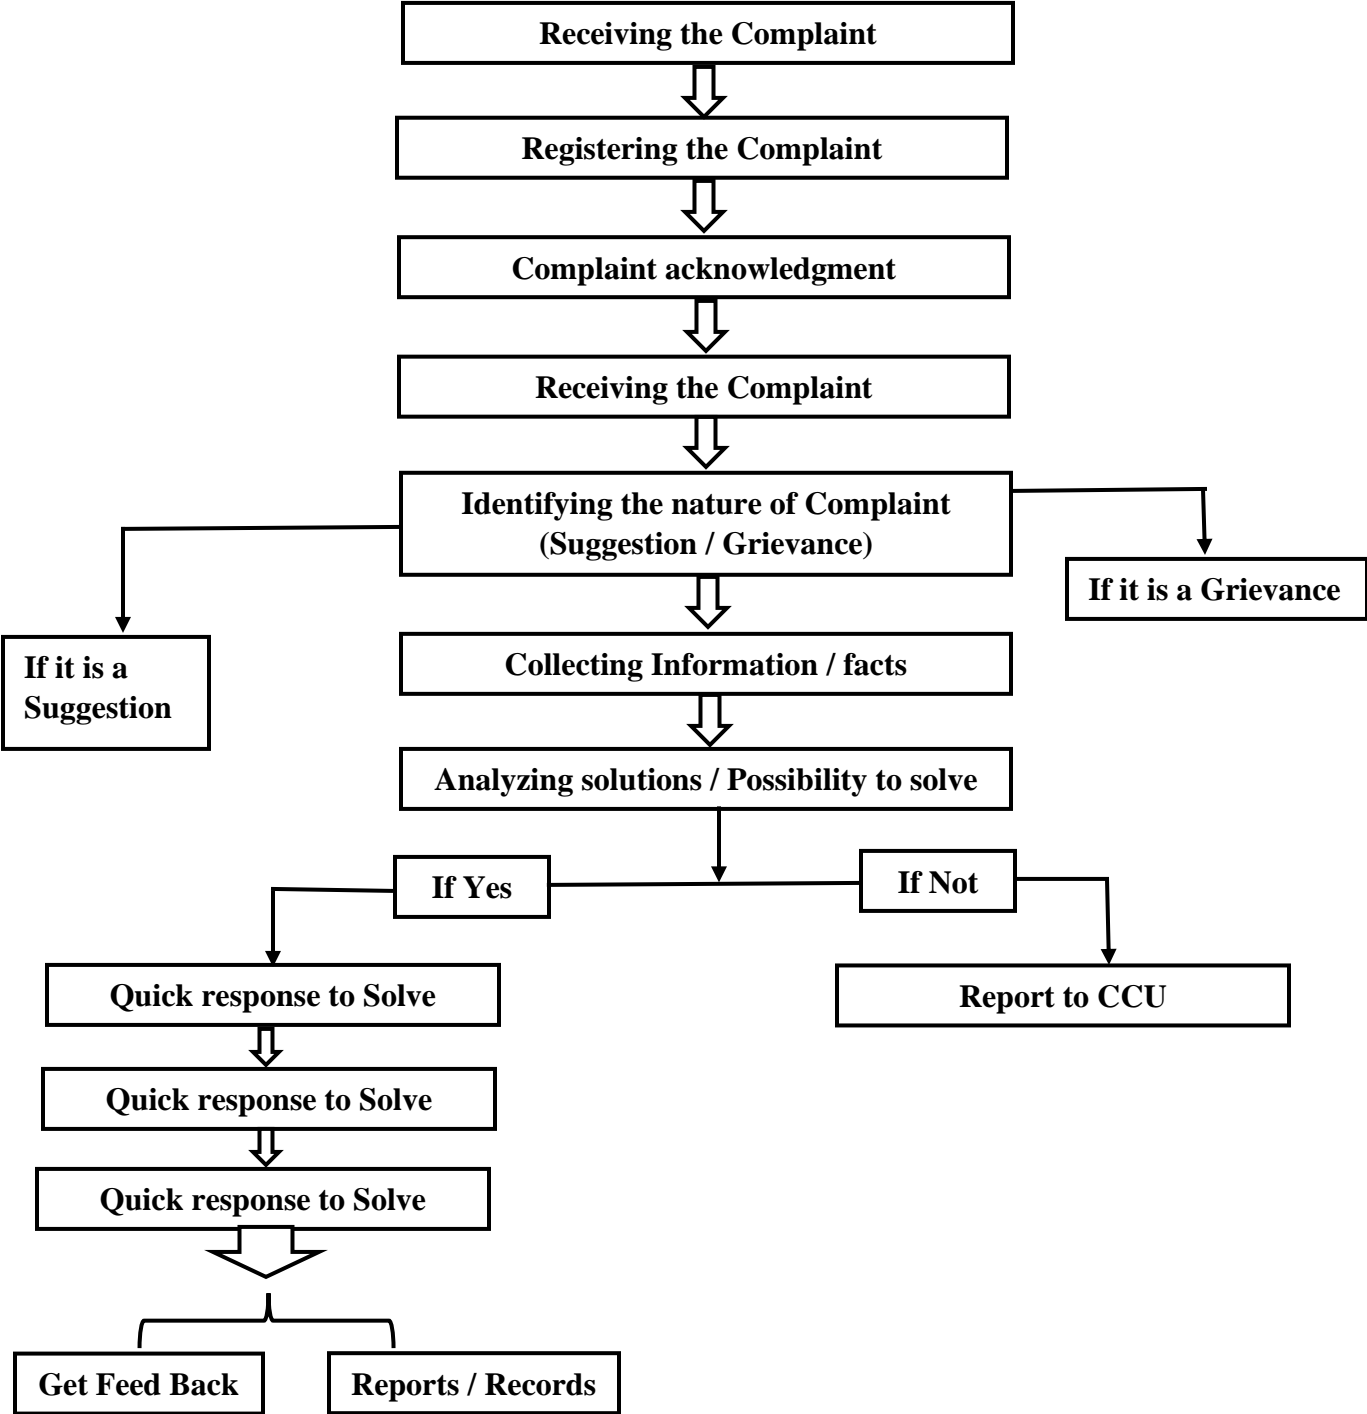 Receiving the Complaint
Registering the Complaint
Complaint acknowledgment
Receiving the Complaint
Identifying the nature of Complaint
(Suggestion / Grievance)
If it is a Grievance
If it is a
Suggestion
Collecting Information / facts
Analyzing solutions / Possibility to solve
If Yes
If Not
Quick response to Solve
Report to CCU
Quick response to Solve
Quick response to Solve
Get Feed Back
Reports / Records